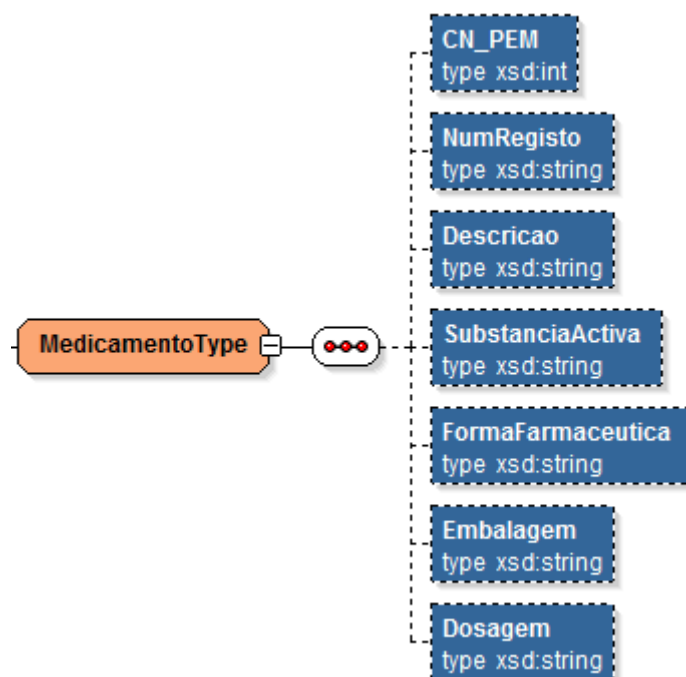 CN_PEM
type xsd:int
NumRegisto
type xsd:string
Descricao
type xsd:string
MedicamentoType
SubstanciaActiva
type xsd:string
FormaFarmaceutica
type xsd:string
Embalagem
type xsd:string
Dosagem
type xsd:string